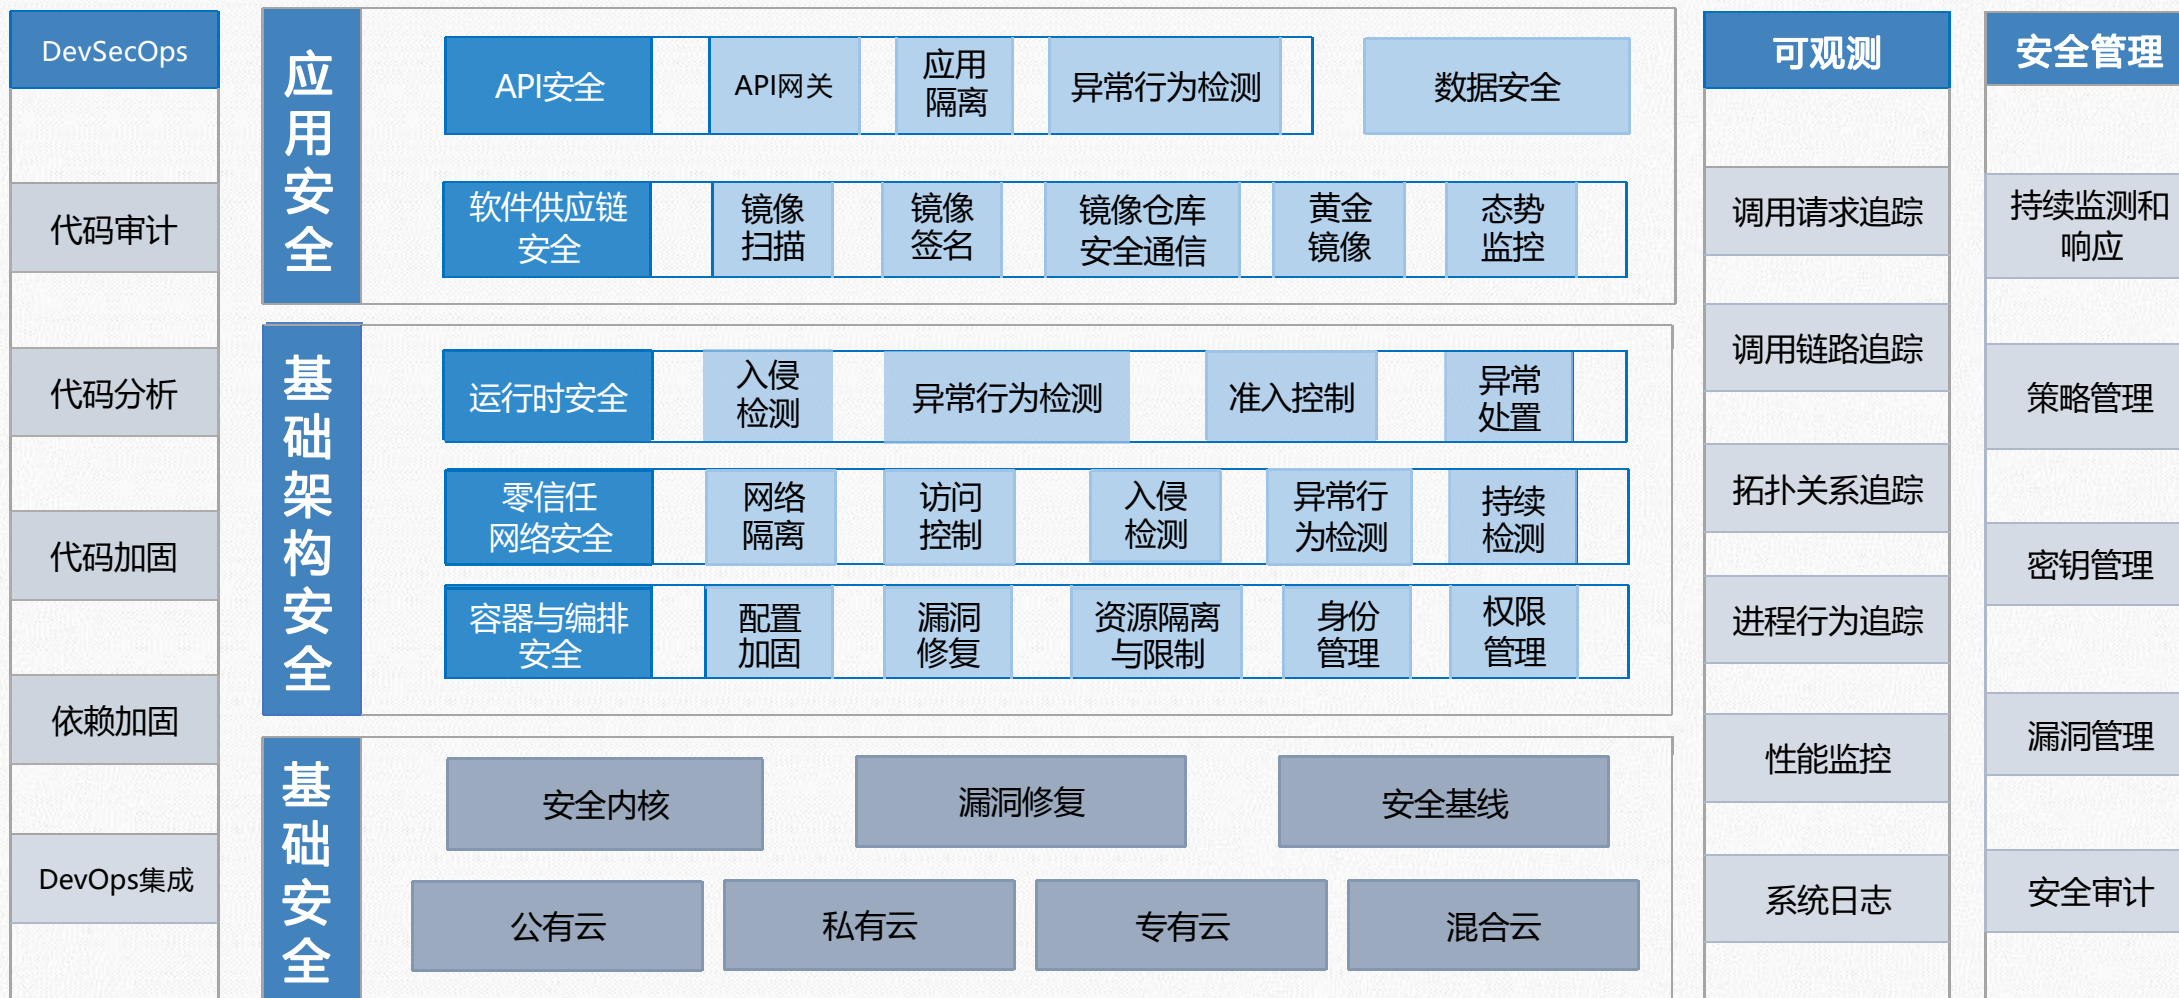 DevSecOps
代码审计
代码分析
代码加固
依赖加固
DevOps集成
应
用
安
全
API安全
API网关
应用
隔离
异常行为检测
数据安全
软件供应链
安全
镜像
扫描
镜像
签名
镜像仓库
安全通信
黄金
镜像
态势
监控
基
础
架
构
安
全
运行时安全
入侵
检测
异常行为检测
准入控制
异常
处置
零信任
网络安全
网络
隔离
访问
控制
入侵
检测
异常行
为检测
持续
检测
容器与编排
安全
配置
加固
漏洞
修复
资源隔离
与限制
身份
管理
权限
管理
基
础
安
全
安全内核
漏洞修复
安全基线
公有云
私有云
专有云
混合云
可观测
调用请求追踪
调用链路追踪
拓扑关系追踪
进程行为追踪
性能监控
系统日志
安全管理
持续监测和
响应
策略管理
密钥管理
漏洞管理
安全审计